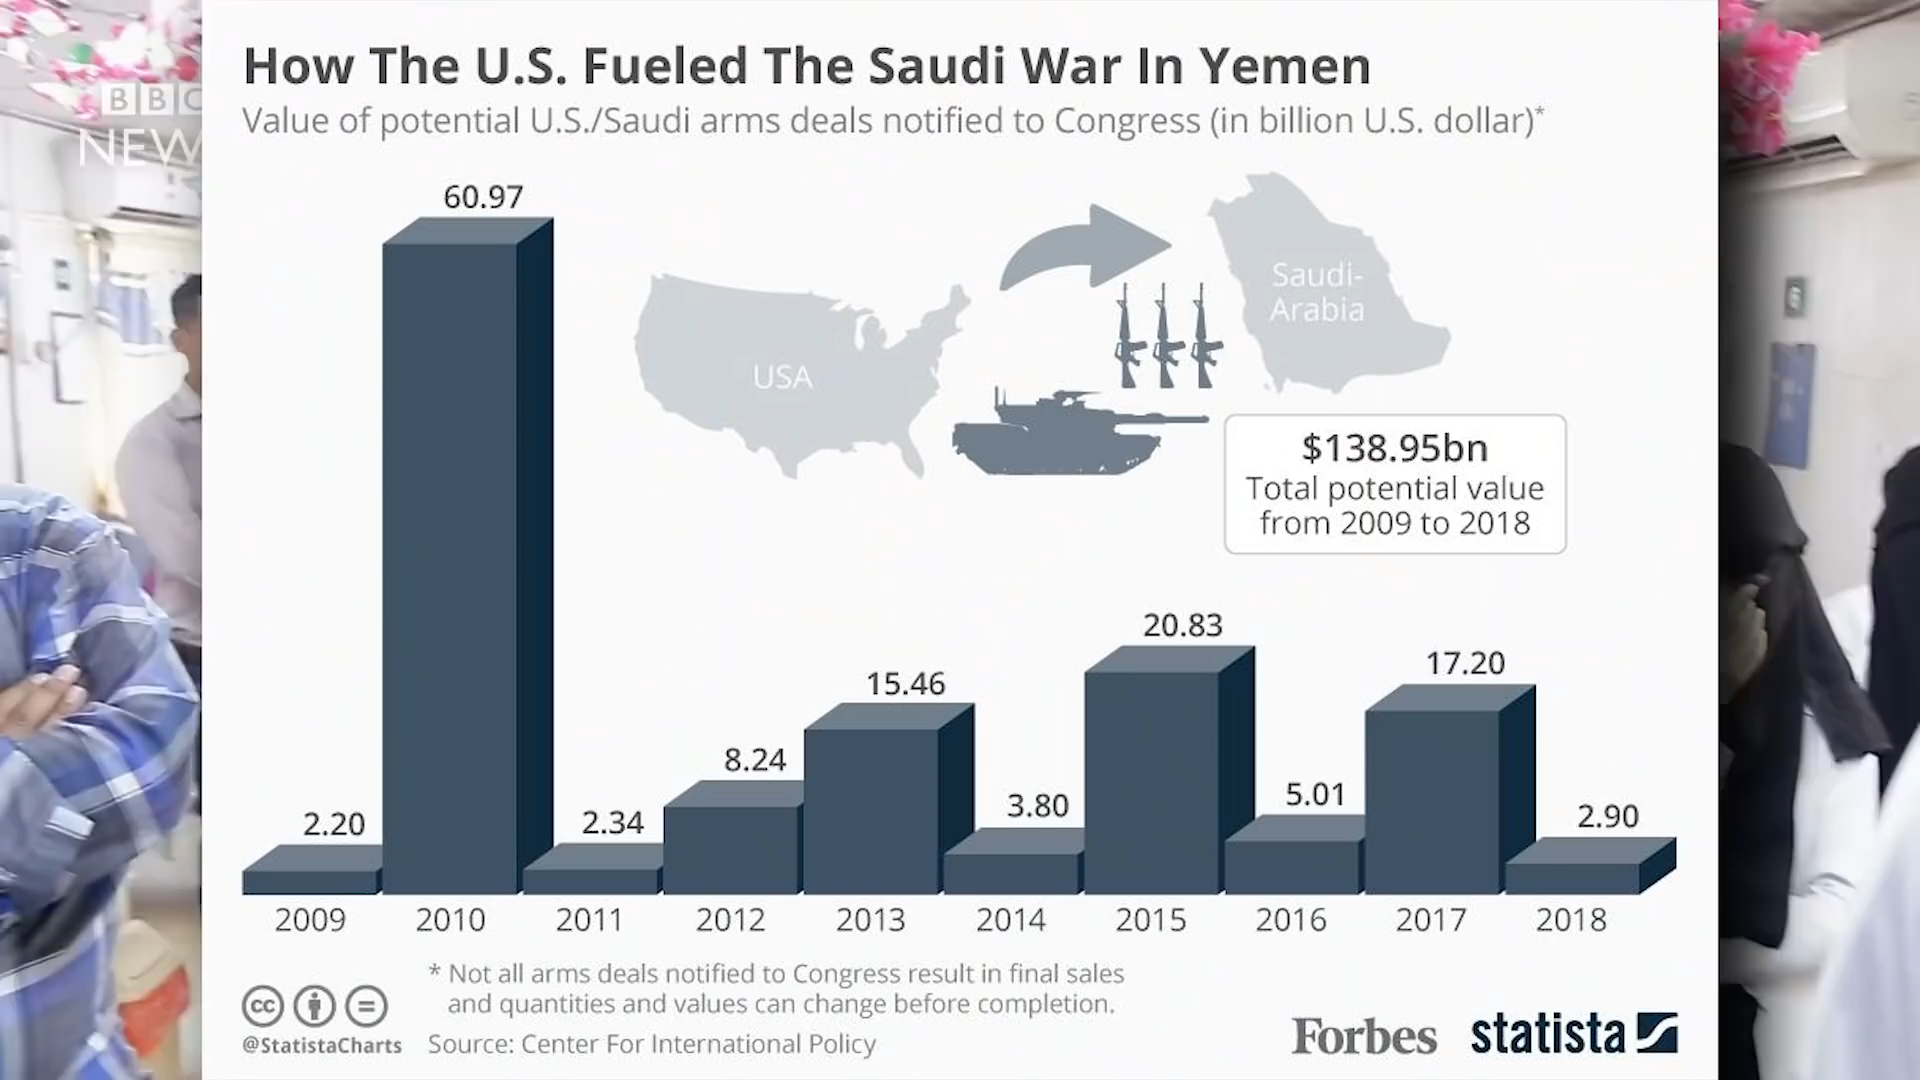 How The U.S. Fueled The Saudi War In Yemen
Value of potential U.S./Saudi arms deals notified to Congress (in billion U.S. dollar)*
BBC
NEW
60.97
USA
Saudi-
Arabia
$138.95bn
Total potential value
from 2009 to 2018
2.20
2.34
8.24
15.46
3.80
20.83
5.01
17.20
2.90
2009
2010
2011
2012
2013
2014
2015
2016
2017
2018
* Not all arms deals notified to Congress result in final sales
and quantities and values can change before completion.
cc
@StatistaCharts
Source: Center For International Policy
Forbes
statista